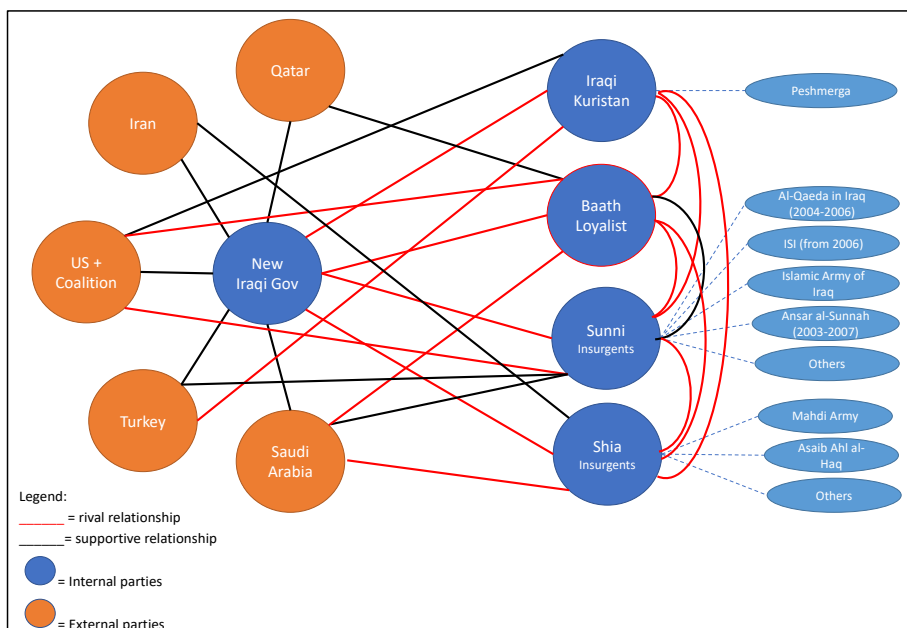 Qatar
Iran
US +
Coalition
New
Iraqi Gov
Turkey
Saudi
Arabia
Iraqi
Kuristan
Baath
Loyalist
Sunni
Insurgents
Shia
Insurgents
Peshmerga
Al-Qaeda in Iraq
(2004-2006)
ISI (from 2006)
Islamic Army of
Iraq
Ansar al-Sunnah
(2003-2007)
Others
Mahdi Army
Asaib Ahl al-
Haq
Others
Legend:
______ = rival relationship
______= supportive relationship
= Internal parties
= External parties